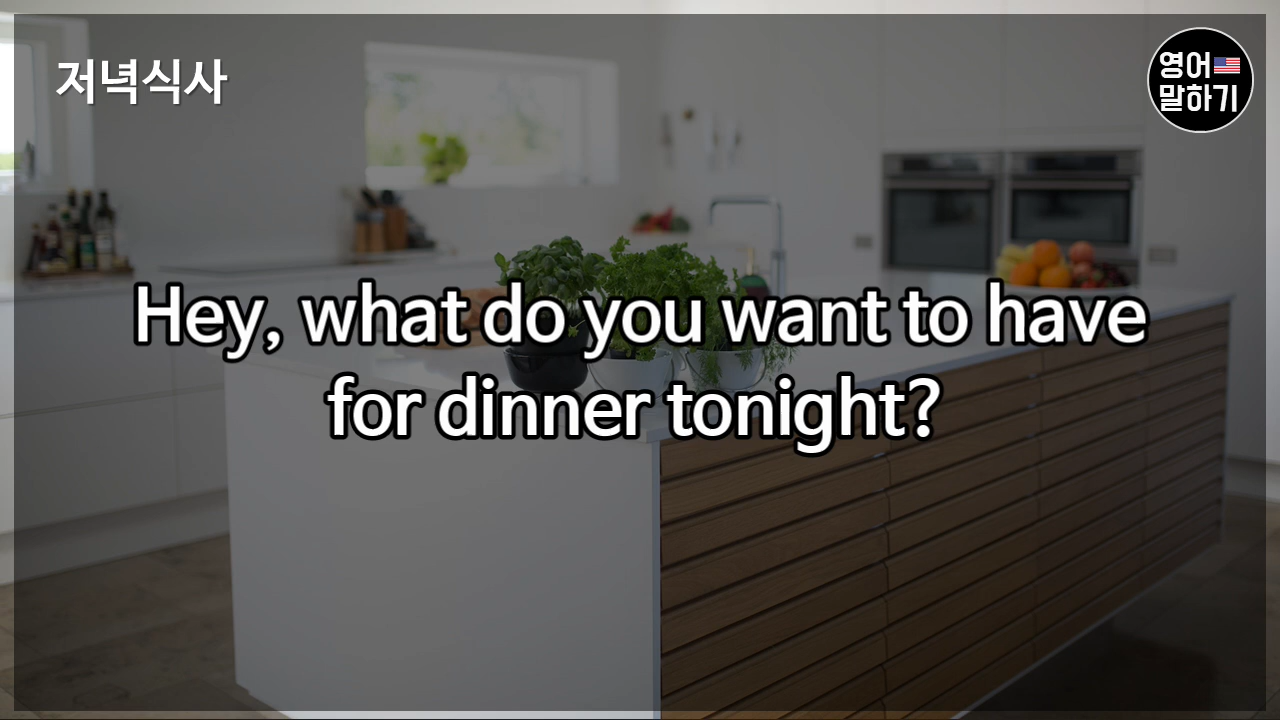 저녁식사
영어
말하기
Hey, what do you want to have
for dinner tonight?